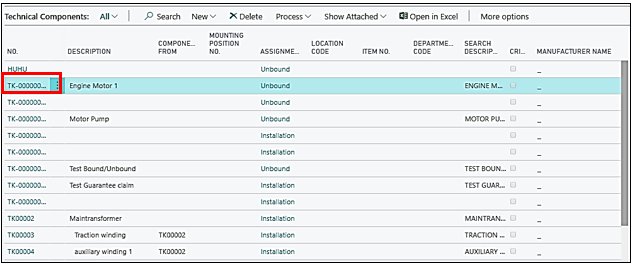 Technical Components: All Search New Delete Process Show Attached Open in Excel More options
NO. DESCRIPTION COMPONE... FROM MOUNTING POSITION NO. ASSIGNME... LOCATION CODE ITEM NO. DEPARTME... CODE SEARCH DESCRIP... CRI... MANUFACTURER NAME
HUHU Unbound _
TK-000000... Engine Motor 1 Unbound ENGINE M... _
TK-000000... Unbound _
TK-000000... Motor Pump Unbound MOTOR PU... _
TK-000000... Installation _
TK-000000... Installation _
TK-000000... Test Bound/Unbound Unbound TEST BOUN... _
TK-000000... Test Guarantee claim Installation TEST GUAR... _
TK-000000... Installation _
TK00002 Maintransformer Installation MAINTRAN... _
TK00003 Traction winding TK00002 Installation TRACTION ... _
TK00004 auxiliary winding 1 TK00002 Installation AUXILIARY ... _